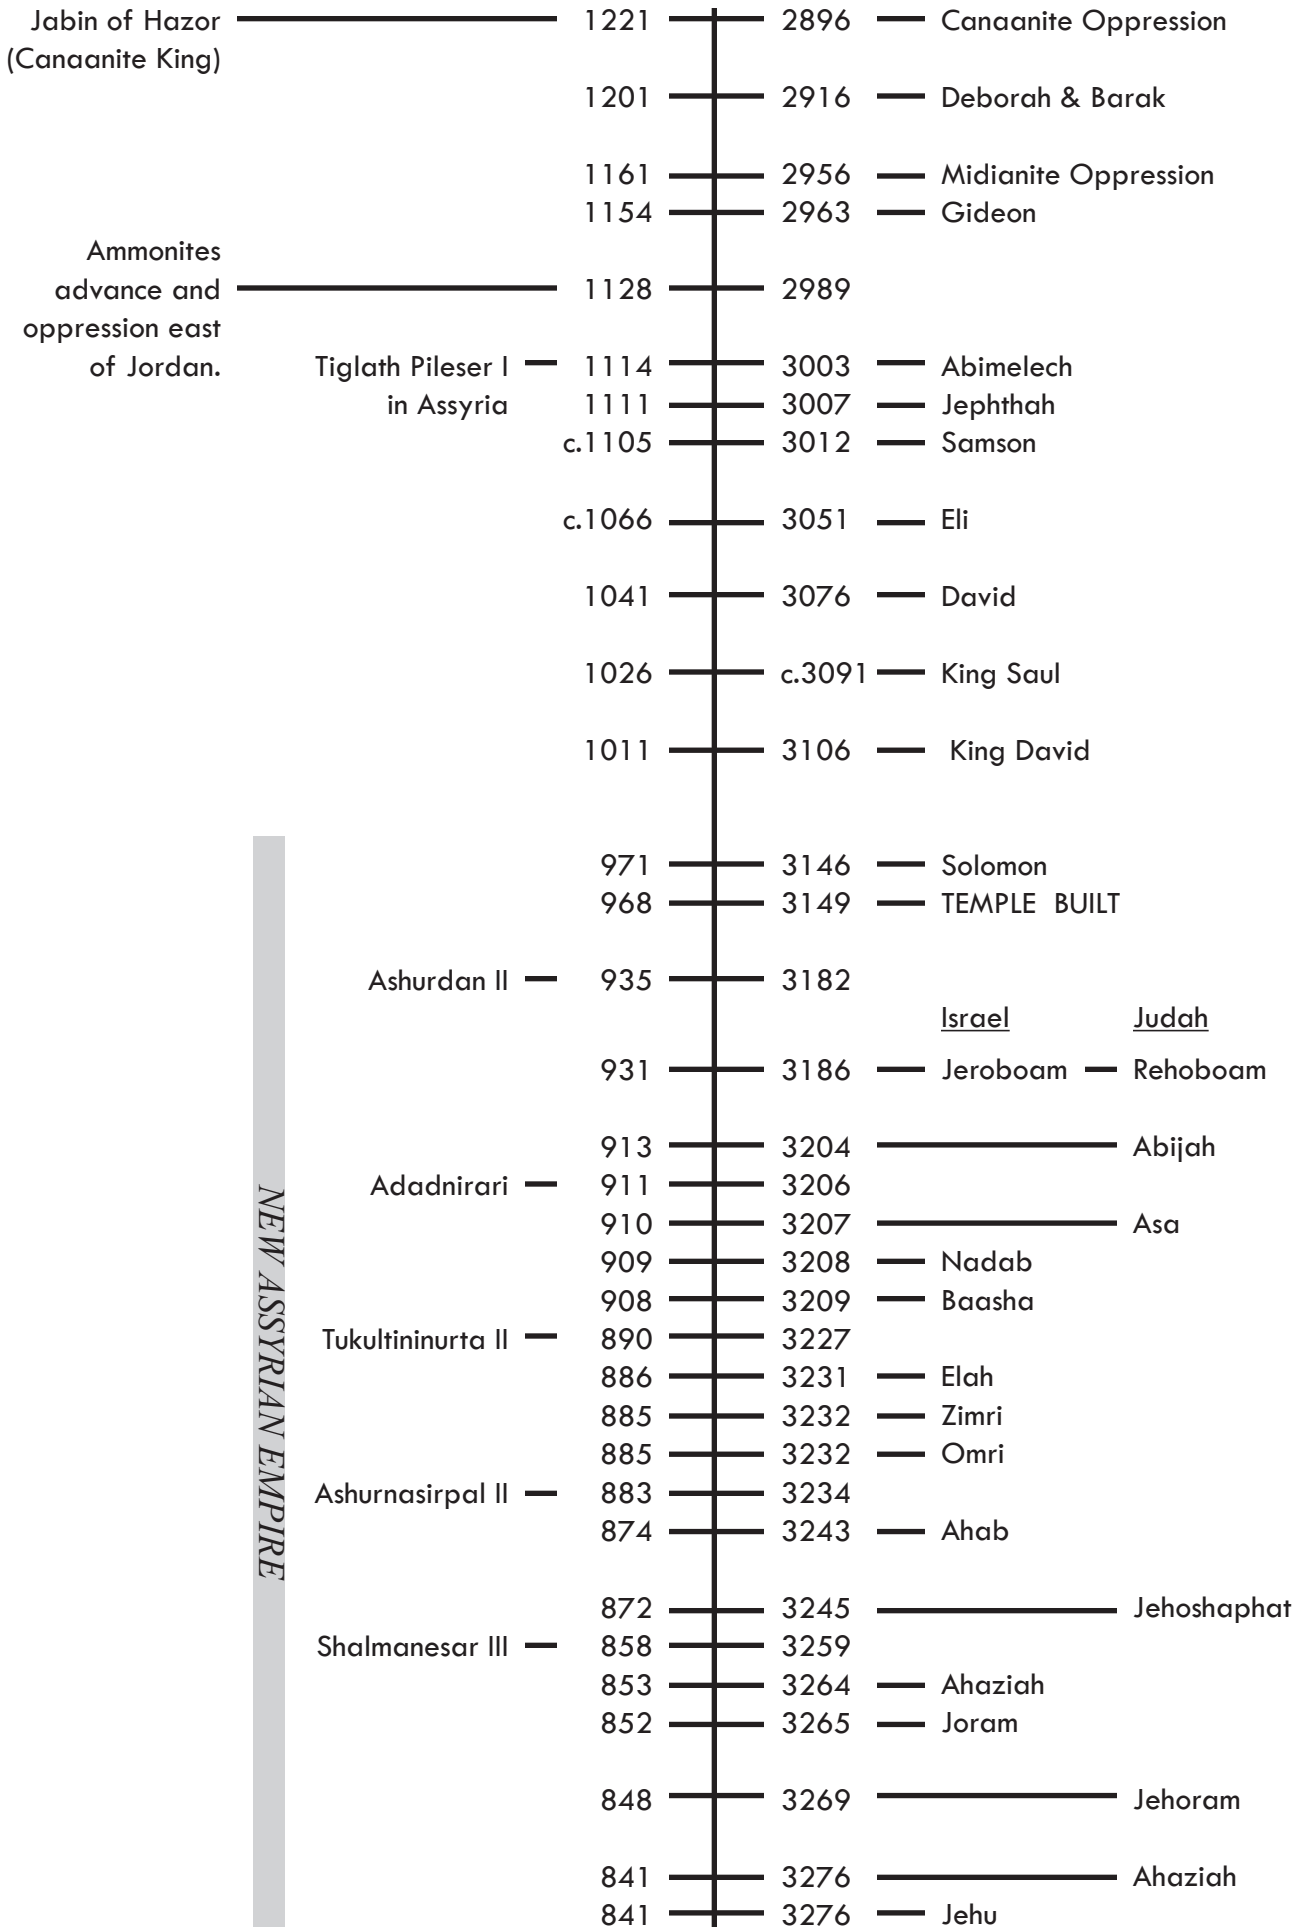 Jabin of Hazor 1221 2896 Canaanite Oppression
(Canaanite King)
1201 2916 Deborah & Barak
1161 2956 Midianite Oppression
1154 2963 Gideon
Ammonites
advance and 1128 2989
oppression east
of Jordan. Tiglath Pileser I 1114 3003 Abimelech
in Assyria 1111 3007 Jephthah
c.1105 3012 Samson
c.1066 3051 Eli
1041 3076 David
1026 c.3091 King Saul
1011 3106 King David
971 3146 Solomon
968 3149 TEMPLE BUILT
Ashurdan II 935 3182
Israel Judah
931 3186 Jeroboam Rehoboam
913 3204 Abijah
Adadnirari 911 3206
910 3207 Asa
909 3208 Nadab
908 3209 Baasha
Tukultininurta II 890 3227
886 3231 Elah
885 3232 Zimri
885 3232 Omri
Ashurnasirpal II 883 3234
874 3243 Ahab
872 3245 Jehoshaphat
Shalmanesar III 858 3259
853 3264 Ahaziah
852 3265 Joram
848 3269 Jehoram
841 3276 Ahaziah
841 3276 Jehu
NEW ASSYRIAN EMPIRE